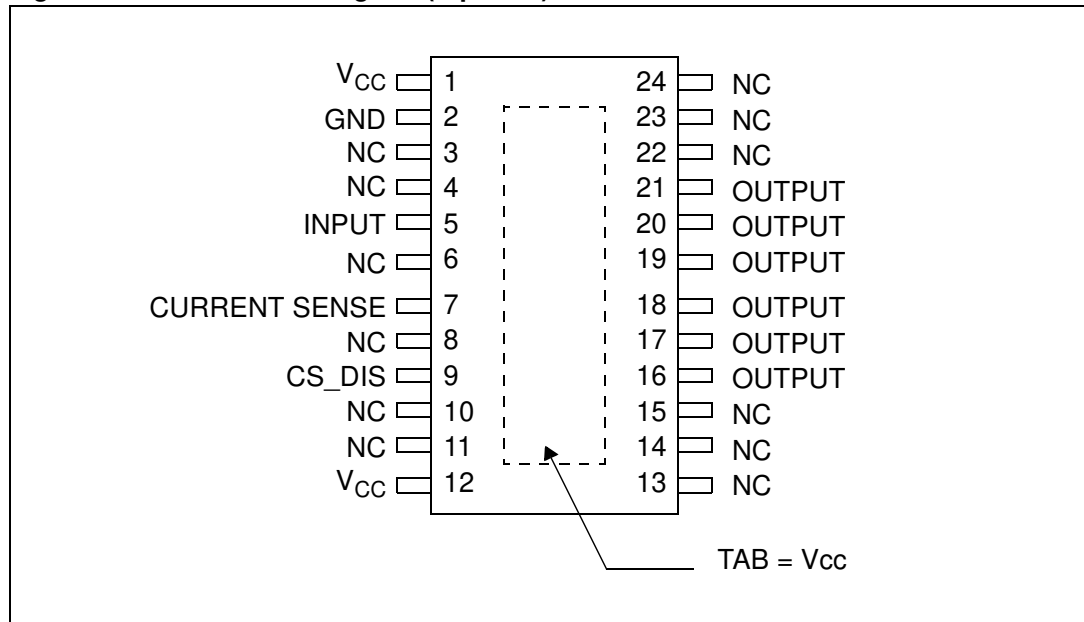 V_CC 1 24 NC
GND 2 23 NC
NC 3 22 NC
NC 4 21 OUTPUT
INPUT 5 20 OUTPUT
NC 6 19 OUTPUT
CURRENT SENSE 7 18 OUTPUT
NC 8 17 OUTPUT
CS_DIS 9 16 OUTPUT
NC 10 15 NC
NC 11 14 NC
V_CC 12 13 NC
TAB = Vcc